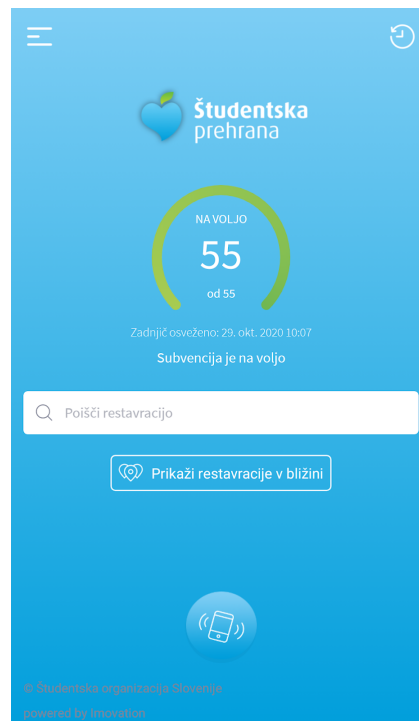 Študentska
prehrana
NA VOLJO
55
od 55
Zadnjič osveženo: 29. okt. 2020 10:07
Subvencija je na voljo
Poišči restavracijo
Prikaži restavracije v bližini
© Študentska organizacija Slovenije
powered by Imovation